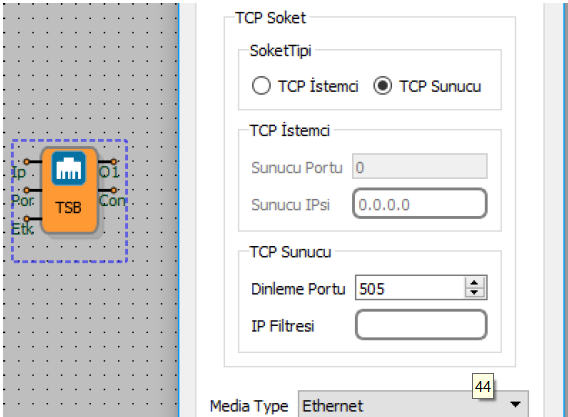 TCP Soket
SoketTipi
TCP İstemci
TCP Sunucu
TCP İstemci
Sunucu Portu 0
Sunucu IPsi 0.0.0.0
TCP Sunucu
Dinleme Portu 505
IP Filtresi
44
Media Type Ethernet
Ip
O1
Por
TSB
Con
Etk